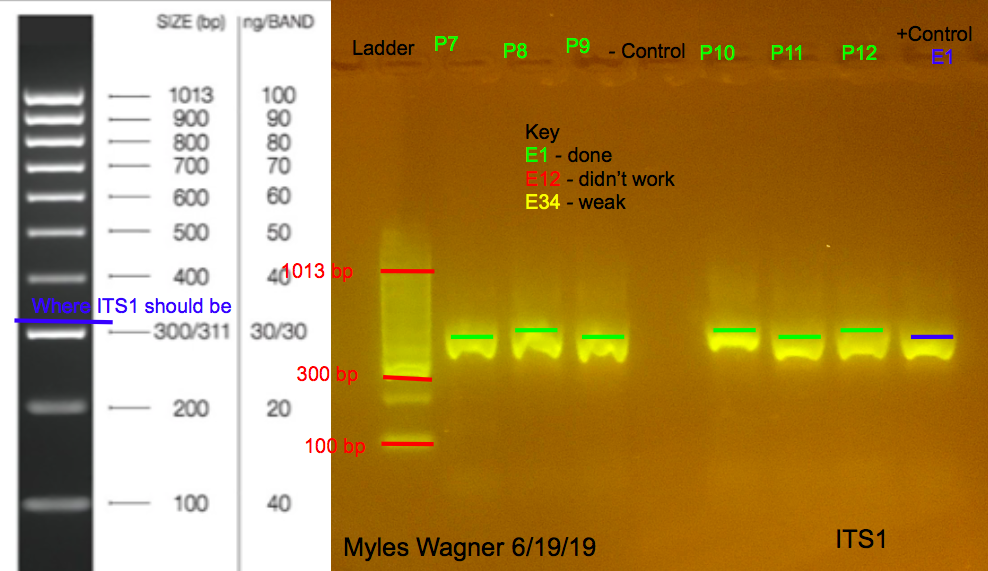 SIZE (bp) ng/BAND
1013 100
900 90
800 80
700 70
600 60
500 50
400 40
Where ITS1 should be
300/311 30/30
200 20
100 40
Ladder P7 P8 P9 - Control P10 P11 P12 +Control
E1
Key
E1 - done
E12 - didn't work
E34 - weak
1013 bp
300 bp
100 bp
Myles Wagner 6/19/19
ITS1